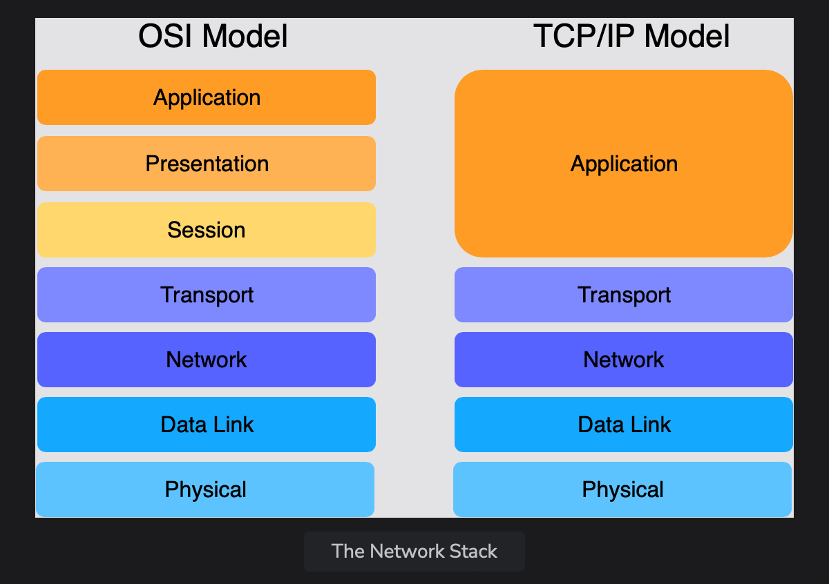 OSI Model
TCP/IP Model
Application
Presentation
Session
Transport
Network
Data Link
Physical
Application
Transport
Network
Data Link
Physical
The Network Stack